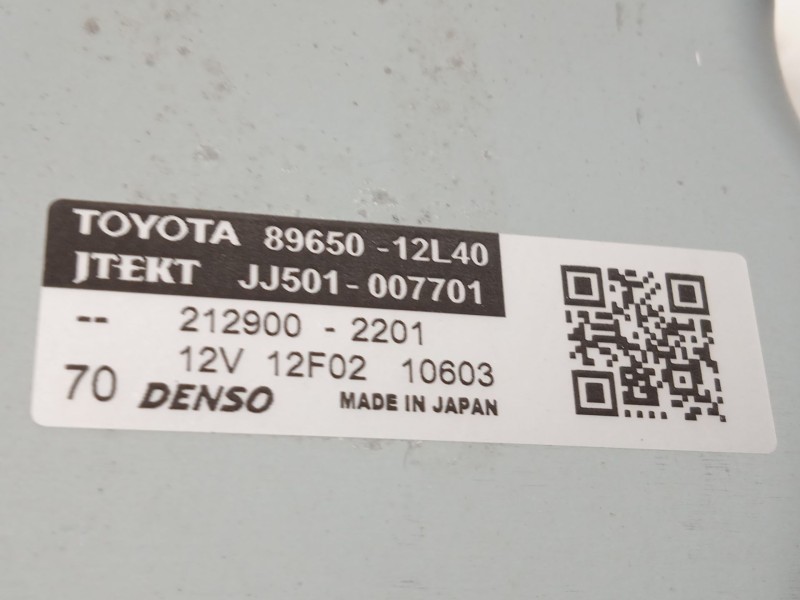 TOYOTA 89650-12L40
JTEKT JJ501-007701
-- 212900-2201
12V 12F02 10603
70 DENSO MADE IN JAPAN